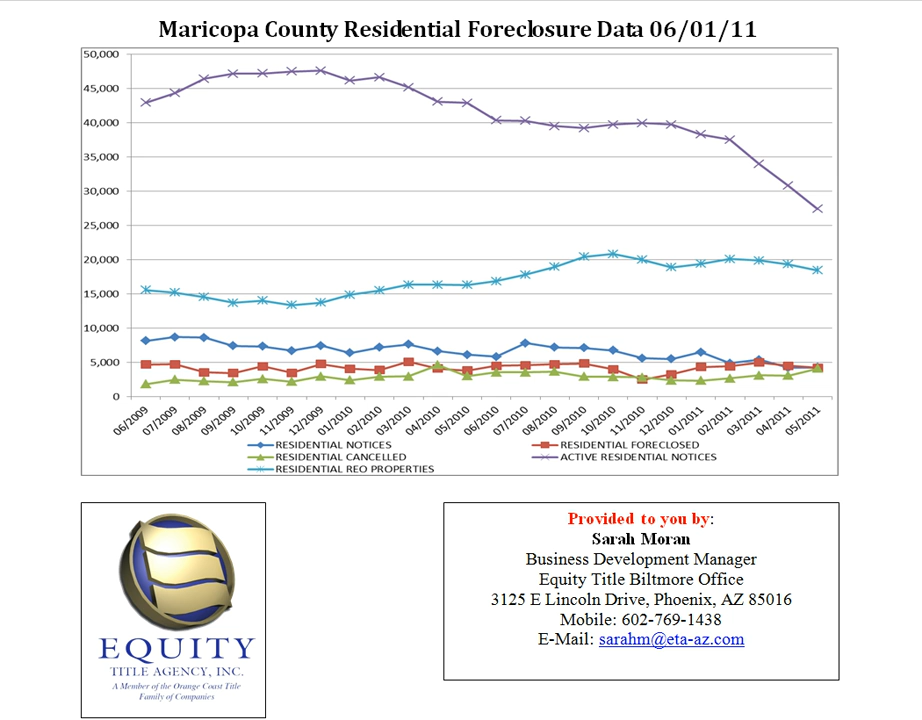 Maricopa County Residential Foreclosure Data 06/01/11
50,000
45,000
40,000
35,000
30,000
25,000
20,000
15,000
10,000
5,000
0
06/2009 07/2009 08/2009 09/2009 10/2009 11/2009 12/2009 01/2010 02/2010 03/2010 04/2010 05/2010 06/2010 07/2010 08/2010 09/2010 10/2010 11/2010 12/2010 01/2011 02/2011 03/2011 04/2011 05/2011
RESIDENTIAL NOTICES RESIDENTIAL FORECLOSED
RESIDENTIAL CANCELLED ACTIVE RESIDENTIAL NOTICES
RESIDENTIAL REO PROPERTIES
EQUITY
TITLE AGENCY, INC.
A Member of the Orange Coast Title
Family of Companies
Provided to you by:
Sarah Moran
Business Development Manager
Equity Title Biltmore Office
3125 E Lincoln Drive, Phoenix, AZ 85016
Mobile: 602-769-1438
E-Mail: sarahm@eta-az.com